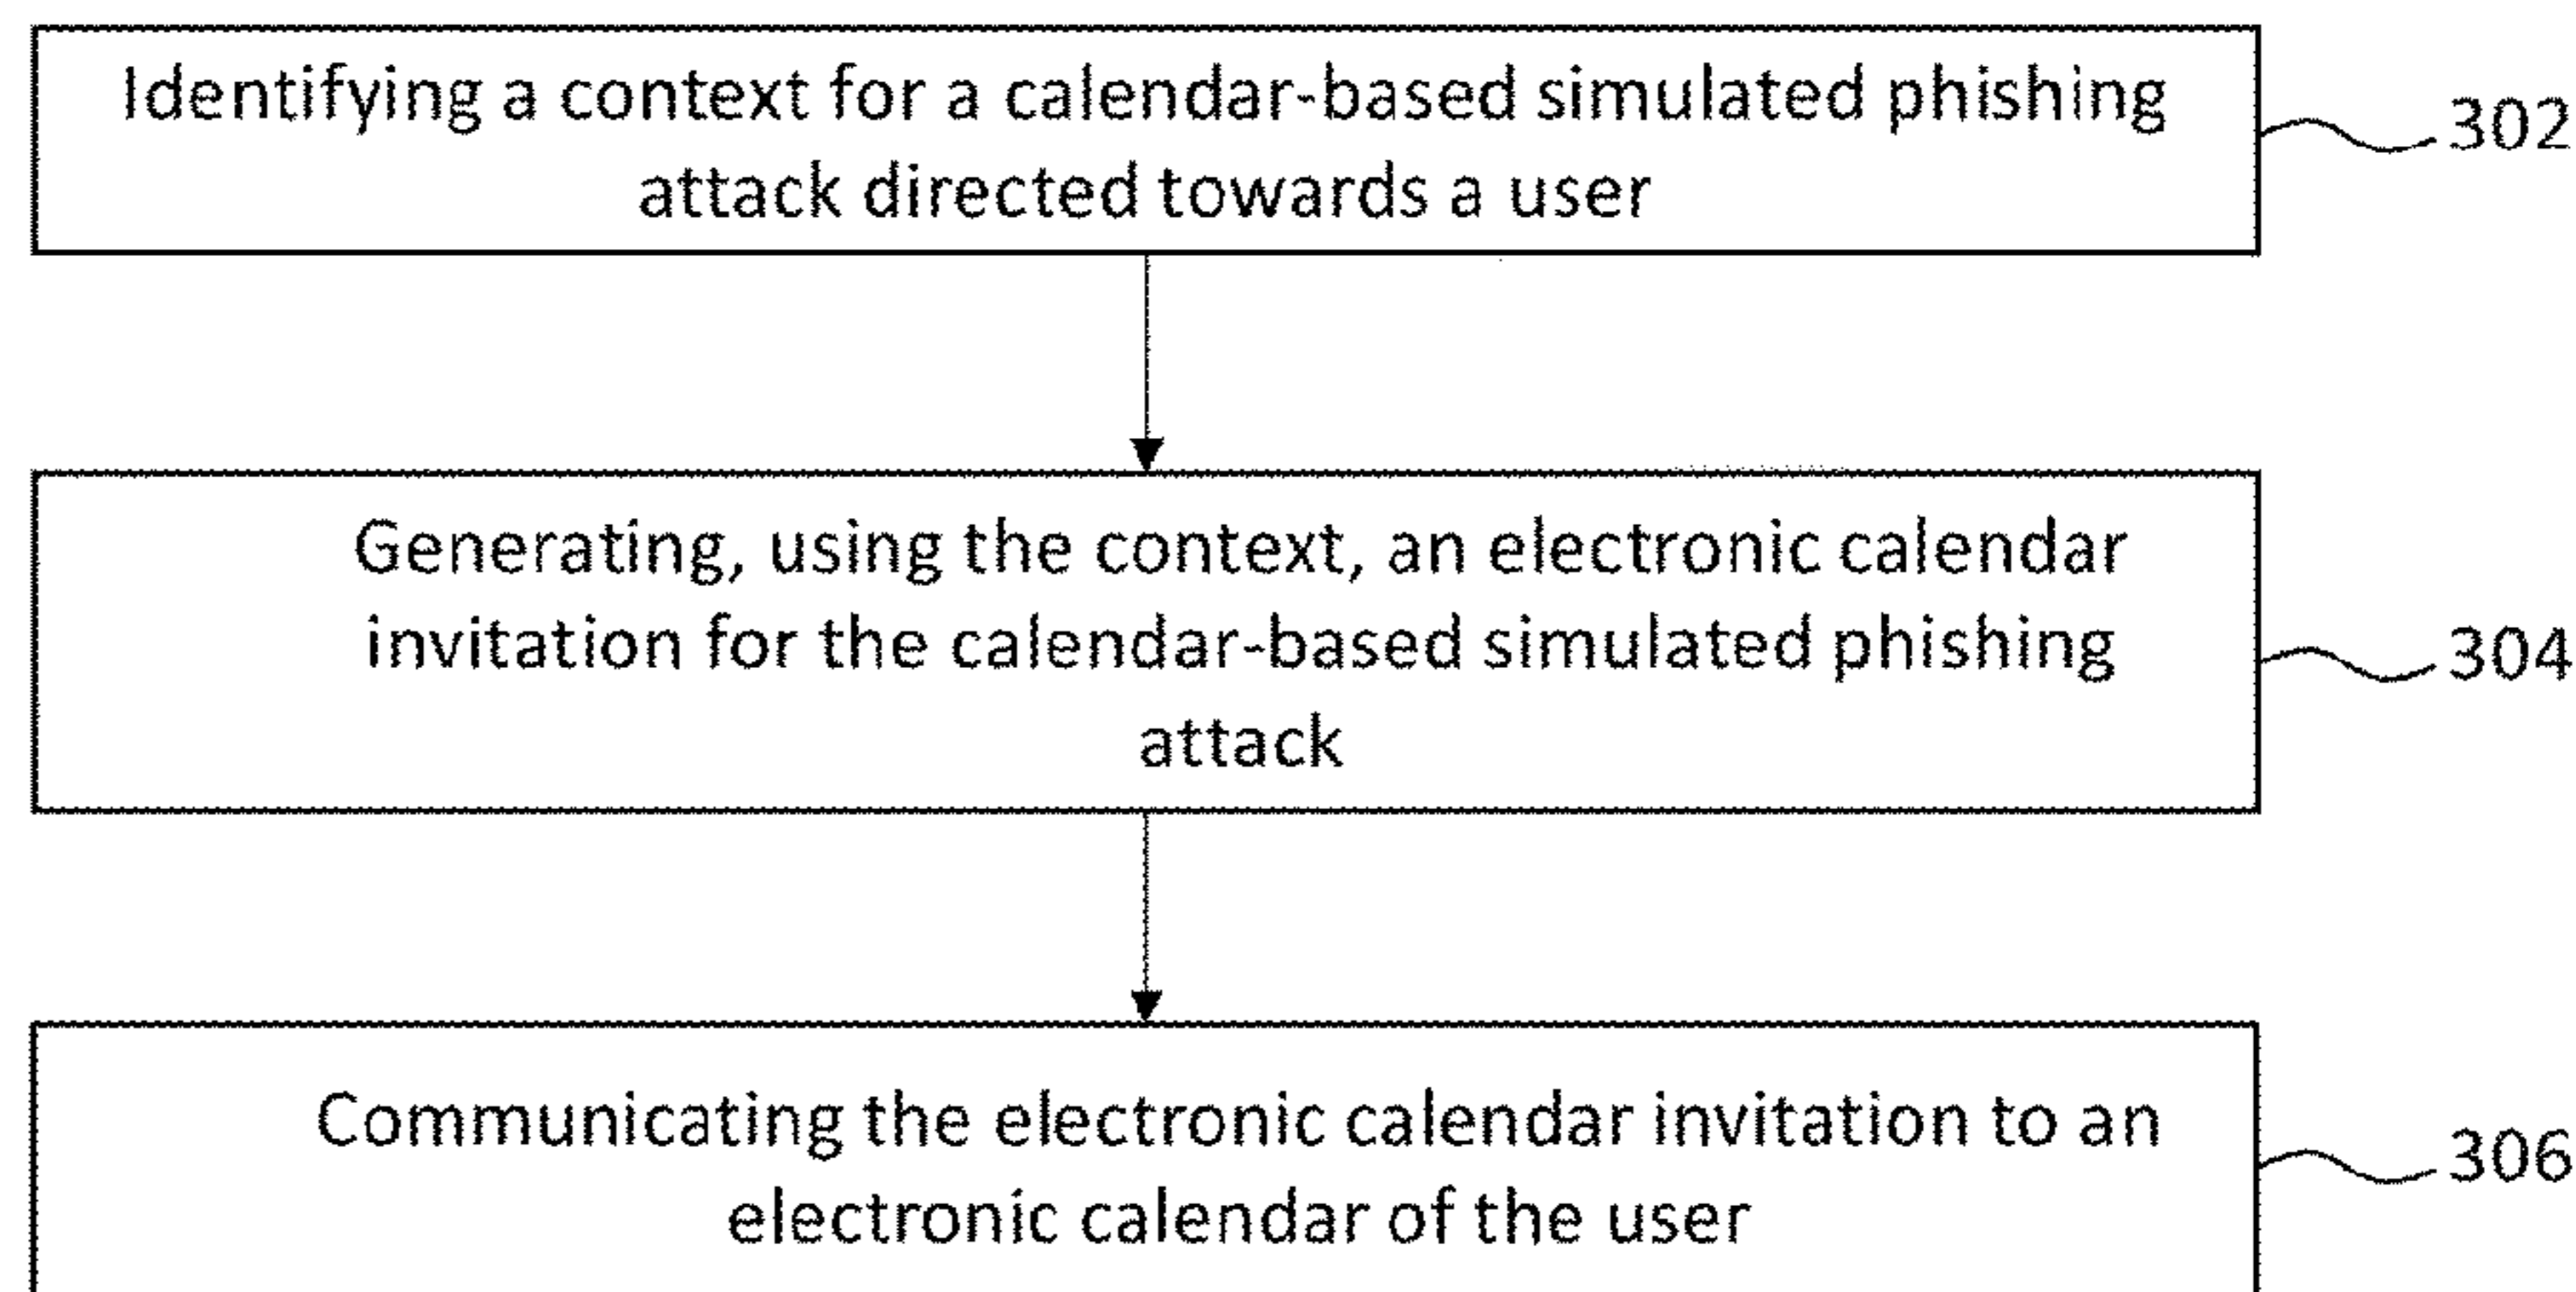 Identifying a context for a calendar-based simulated phishing
attack directed towards a user
302
Generating, using the context, an electronic calendar
invitation for the calendar-based simulated phishing
attack
304
Communicating the electronic calendar invitation to an
electronic calendar of the user
306